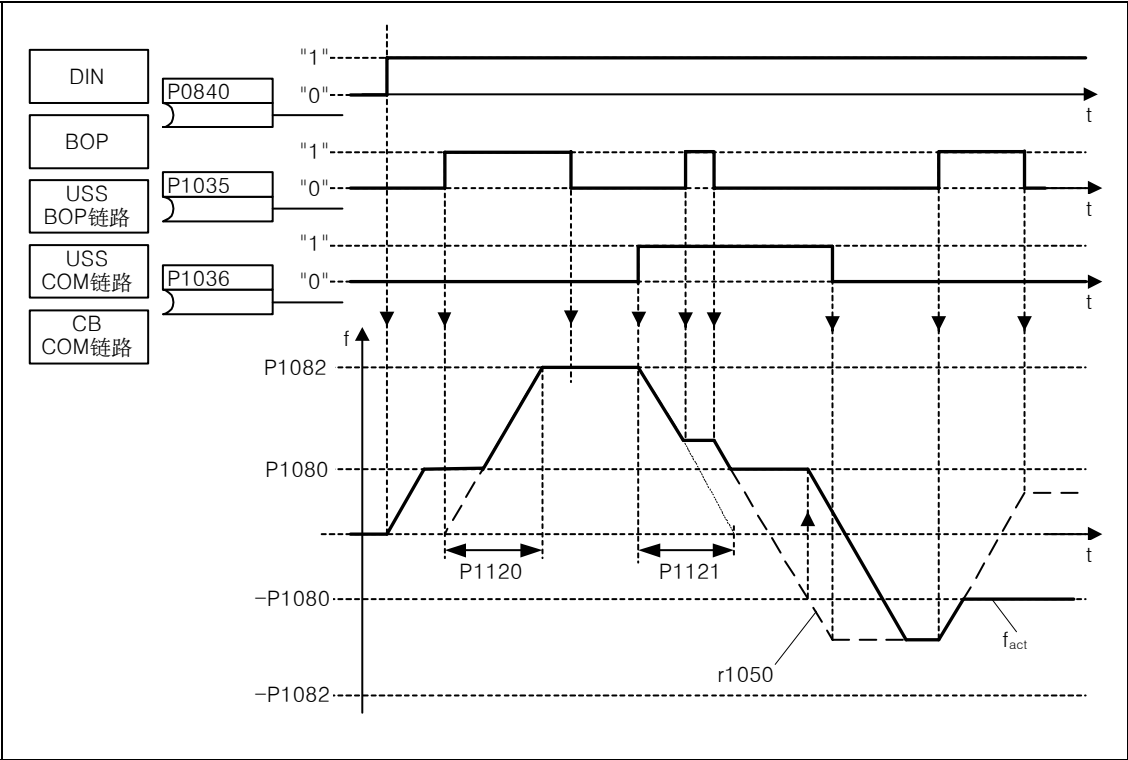 DIN
BOP
USS
BOP链路
USS
COM链路
CB
COM链路
P0840
"1"
"0"
t
P1035
"1"
"0"
t
P1036
"1"
"0"
t
f
P1082
P1080
t
P1120
P1121
−P1080
fact
r1050
−P1082